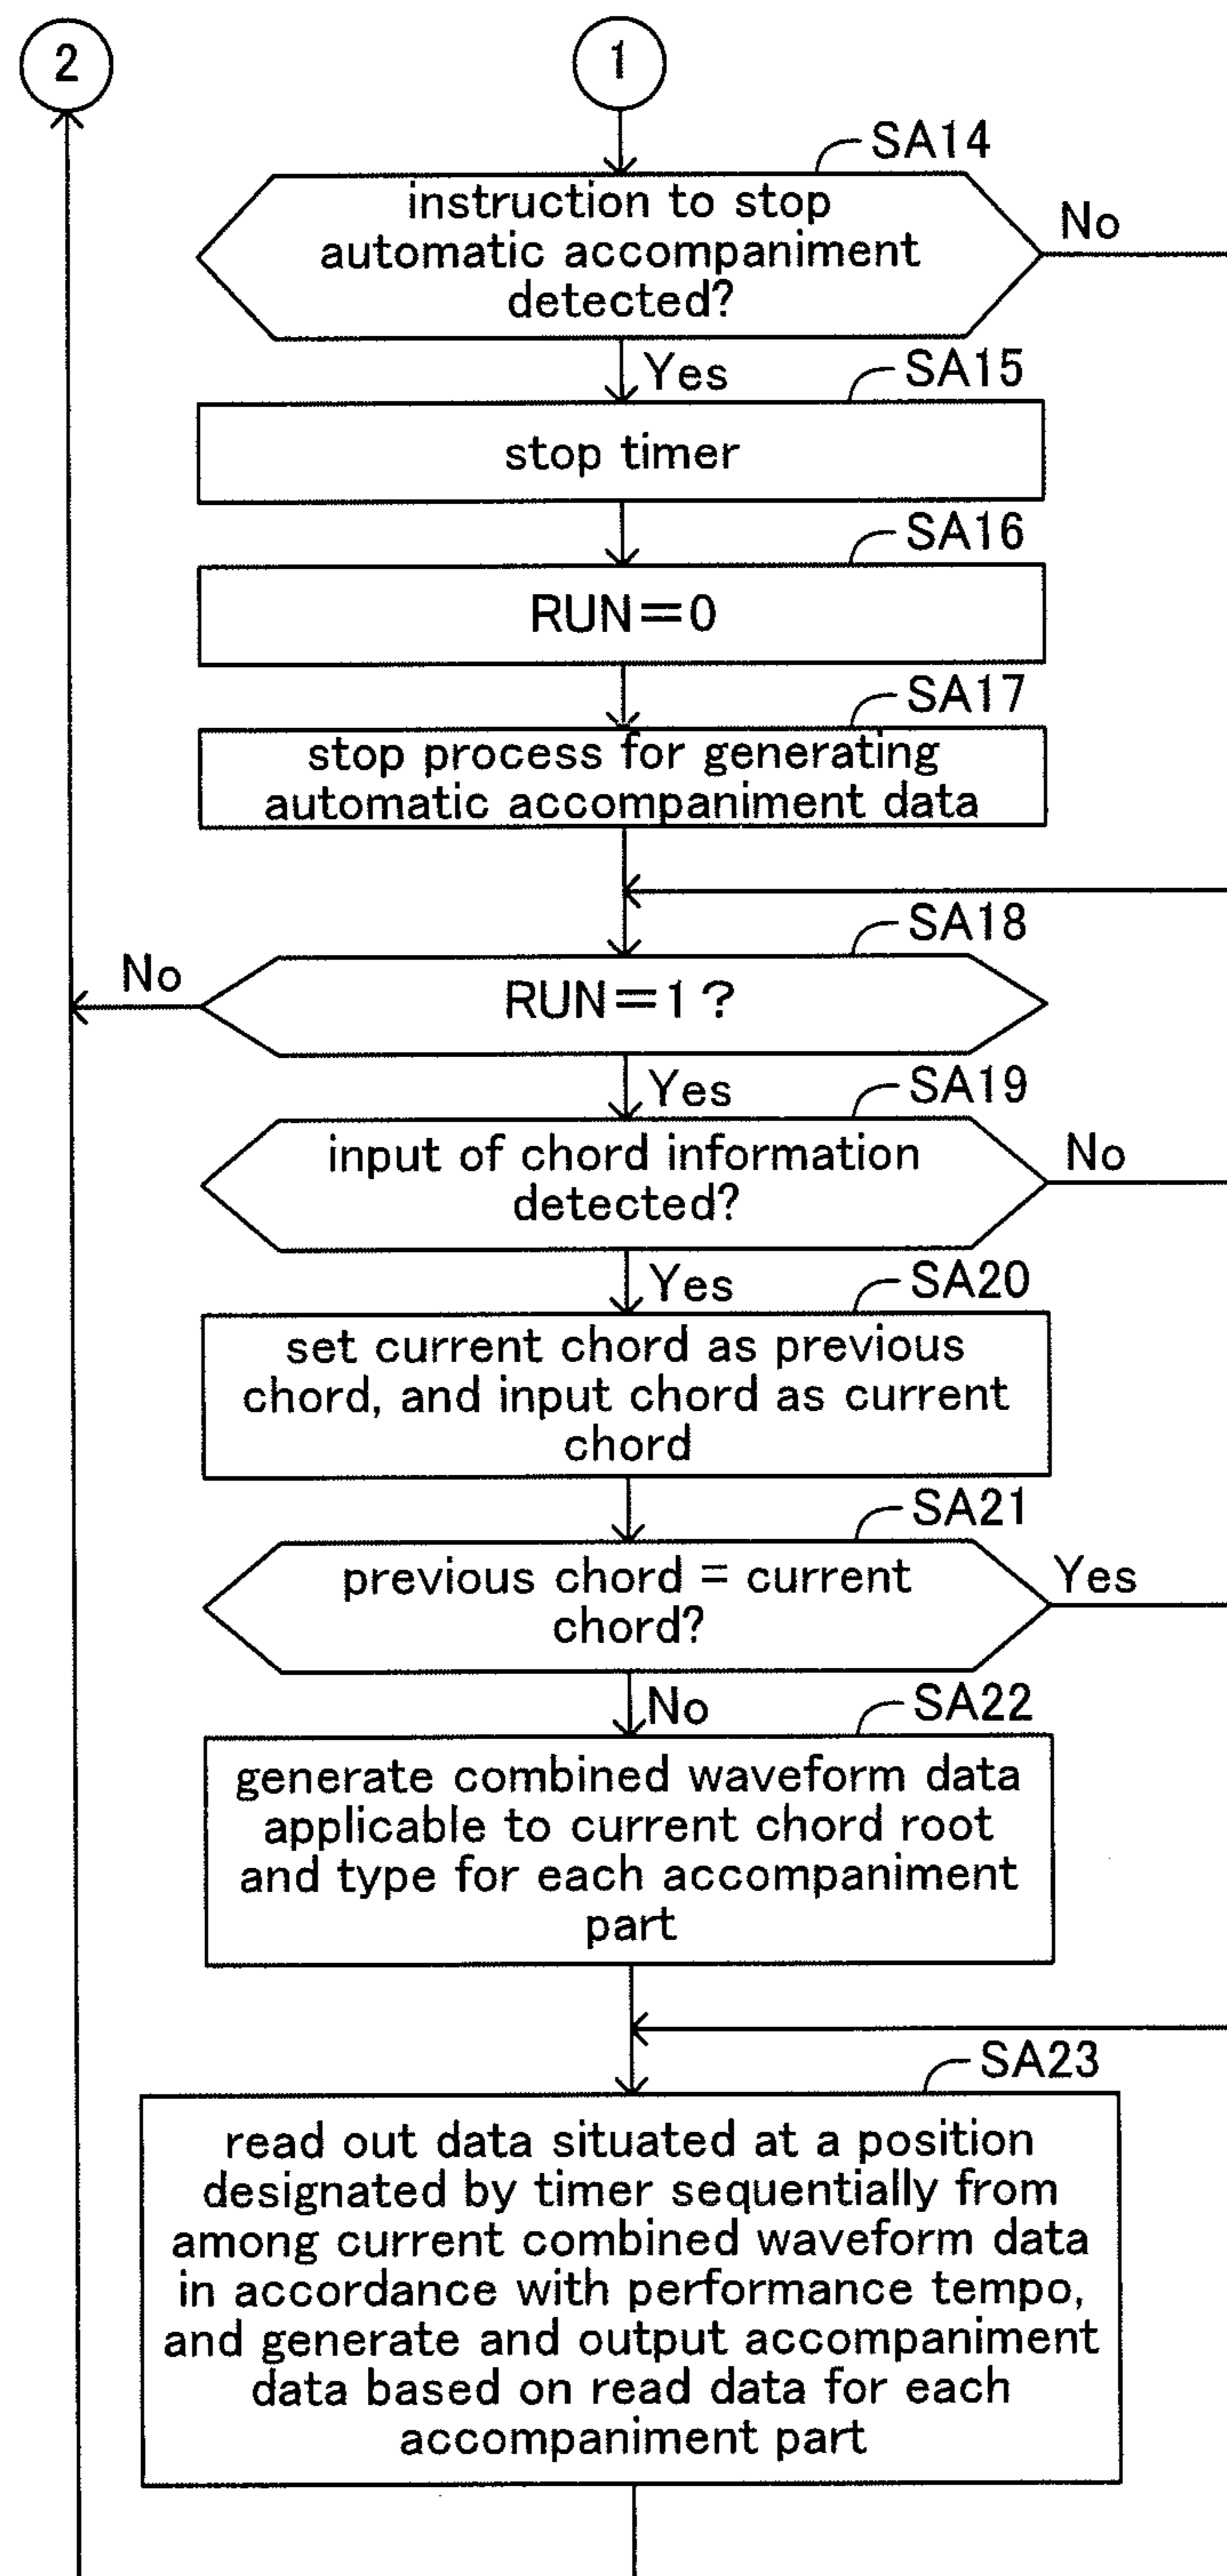 2
1
SA14
instruction to stop
automatic accompaniment
detected?
No
Yes
SA15
stop timer
SA16
RUN=0
SA17
stop process for generating
automatic accompaniment data
SA18
No
RUN=1?
Yes
SA19
input of chord information
detected?
No
Yes
SA20
set current chord as previous
chord, and input chord as current
chord
SA21
previous chord = current
chord?
Yes
No
SA22
generate combined waveform data
applicable to current chord root
and type for each accompaniment
part
SA23
read out data situated at a position
designated by timer sequentially from
among current combined waveform data
in accordance with performance tempo,
and generate and output accompaniment
data based on read data for each
accompaniment part